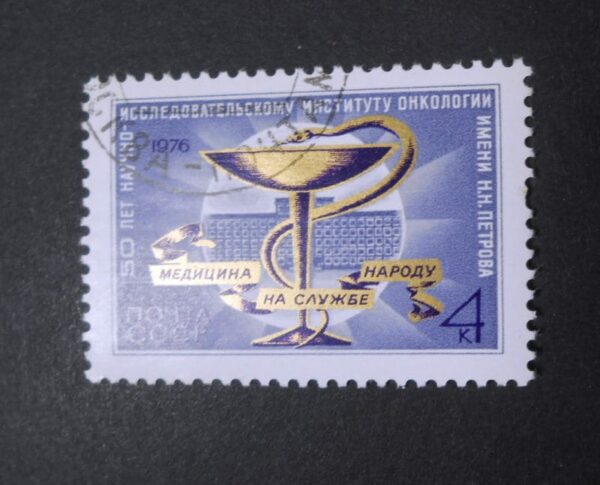 50 ЛЕТ НАУЧНО-
ИССЛЕДОВАТЕЛЬСКОМУ ИНСТИТУТУ ОНКОЛОГИИ
ИМЕНИ Н.Н. ПЕТРОВА
1976
МЕДИЦИНА
НА СЛУЖБЕ
НАРОДУ
ПОЧТА
СССР
4
К